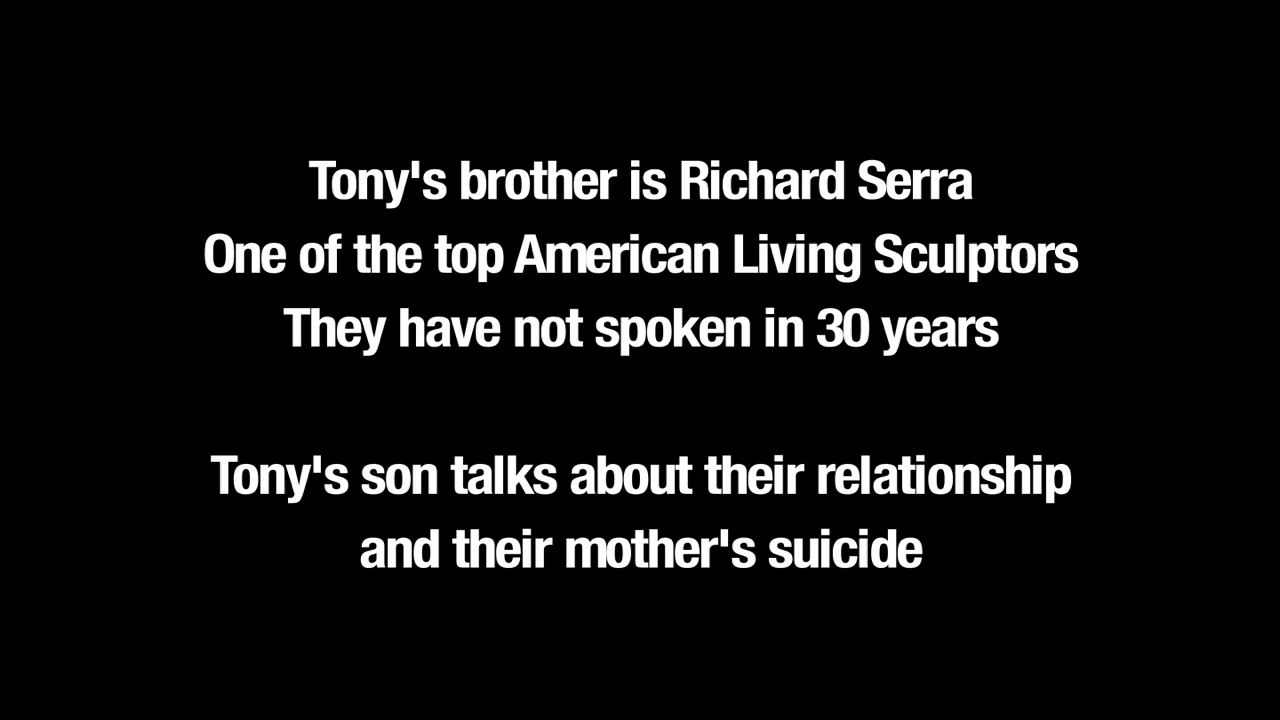 Tony's brother is Richard Serra
One of the top American Living Sculptors
They have not spoken in 30 years
Tony's son talks about their relationship
and their mother's suicide